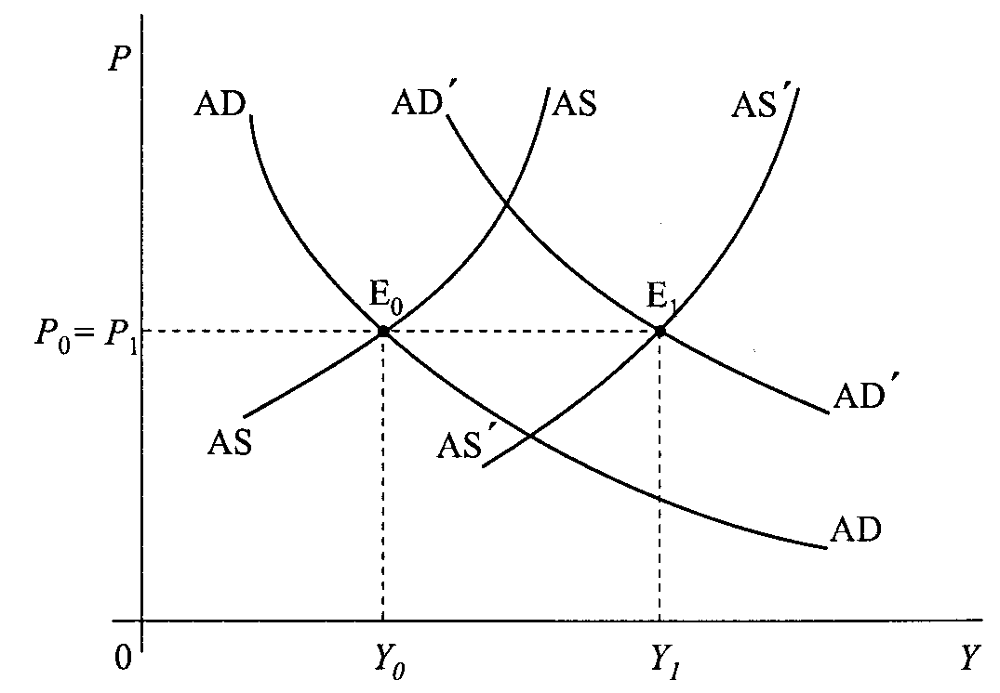 P
AD
AD′
AS
AS′
E₀
E₁
P₀ = P₁
AS
AS′
AD′
AD
0
Y₀
Y₁
Y